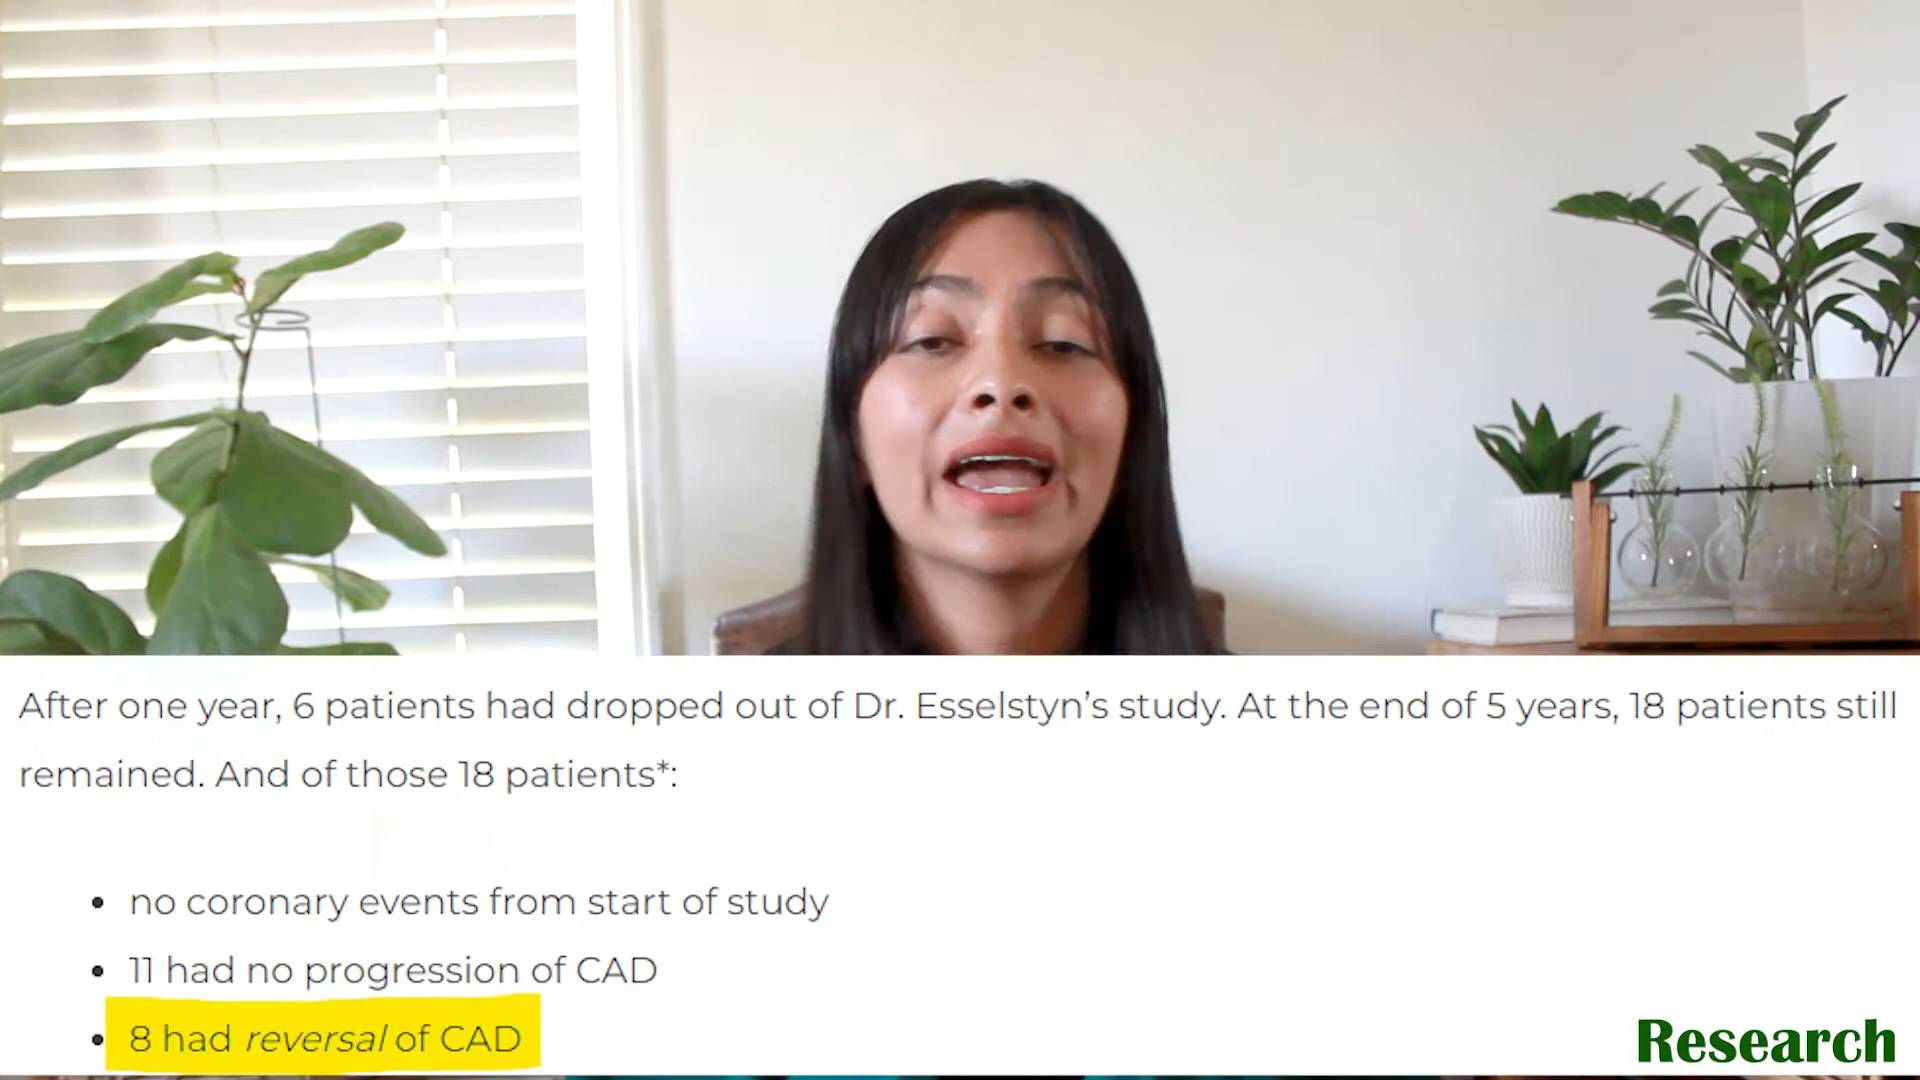 After one year, 6 patients had dropped out of Dr. Esselstyn’s study. At the end of 5 years, 18 patients still
remained. And of those 18 patients*:
• no coronary events from start of study
• 11 had no progression of CAD
• 8 had reversal of CAD
Research